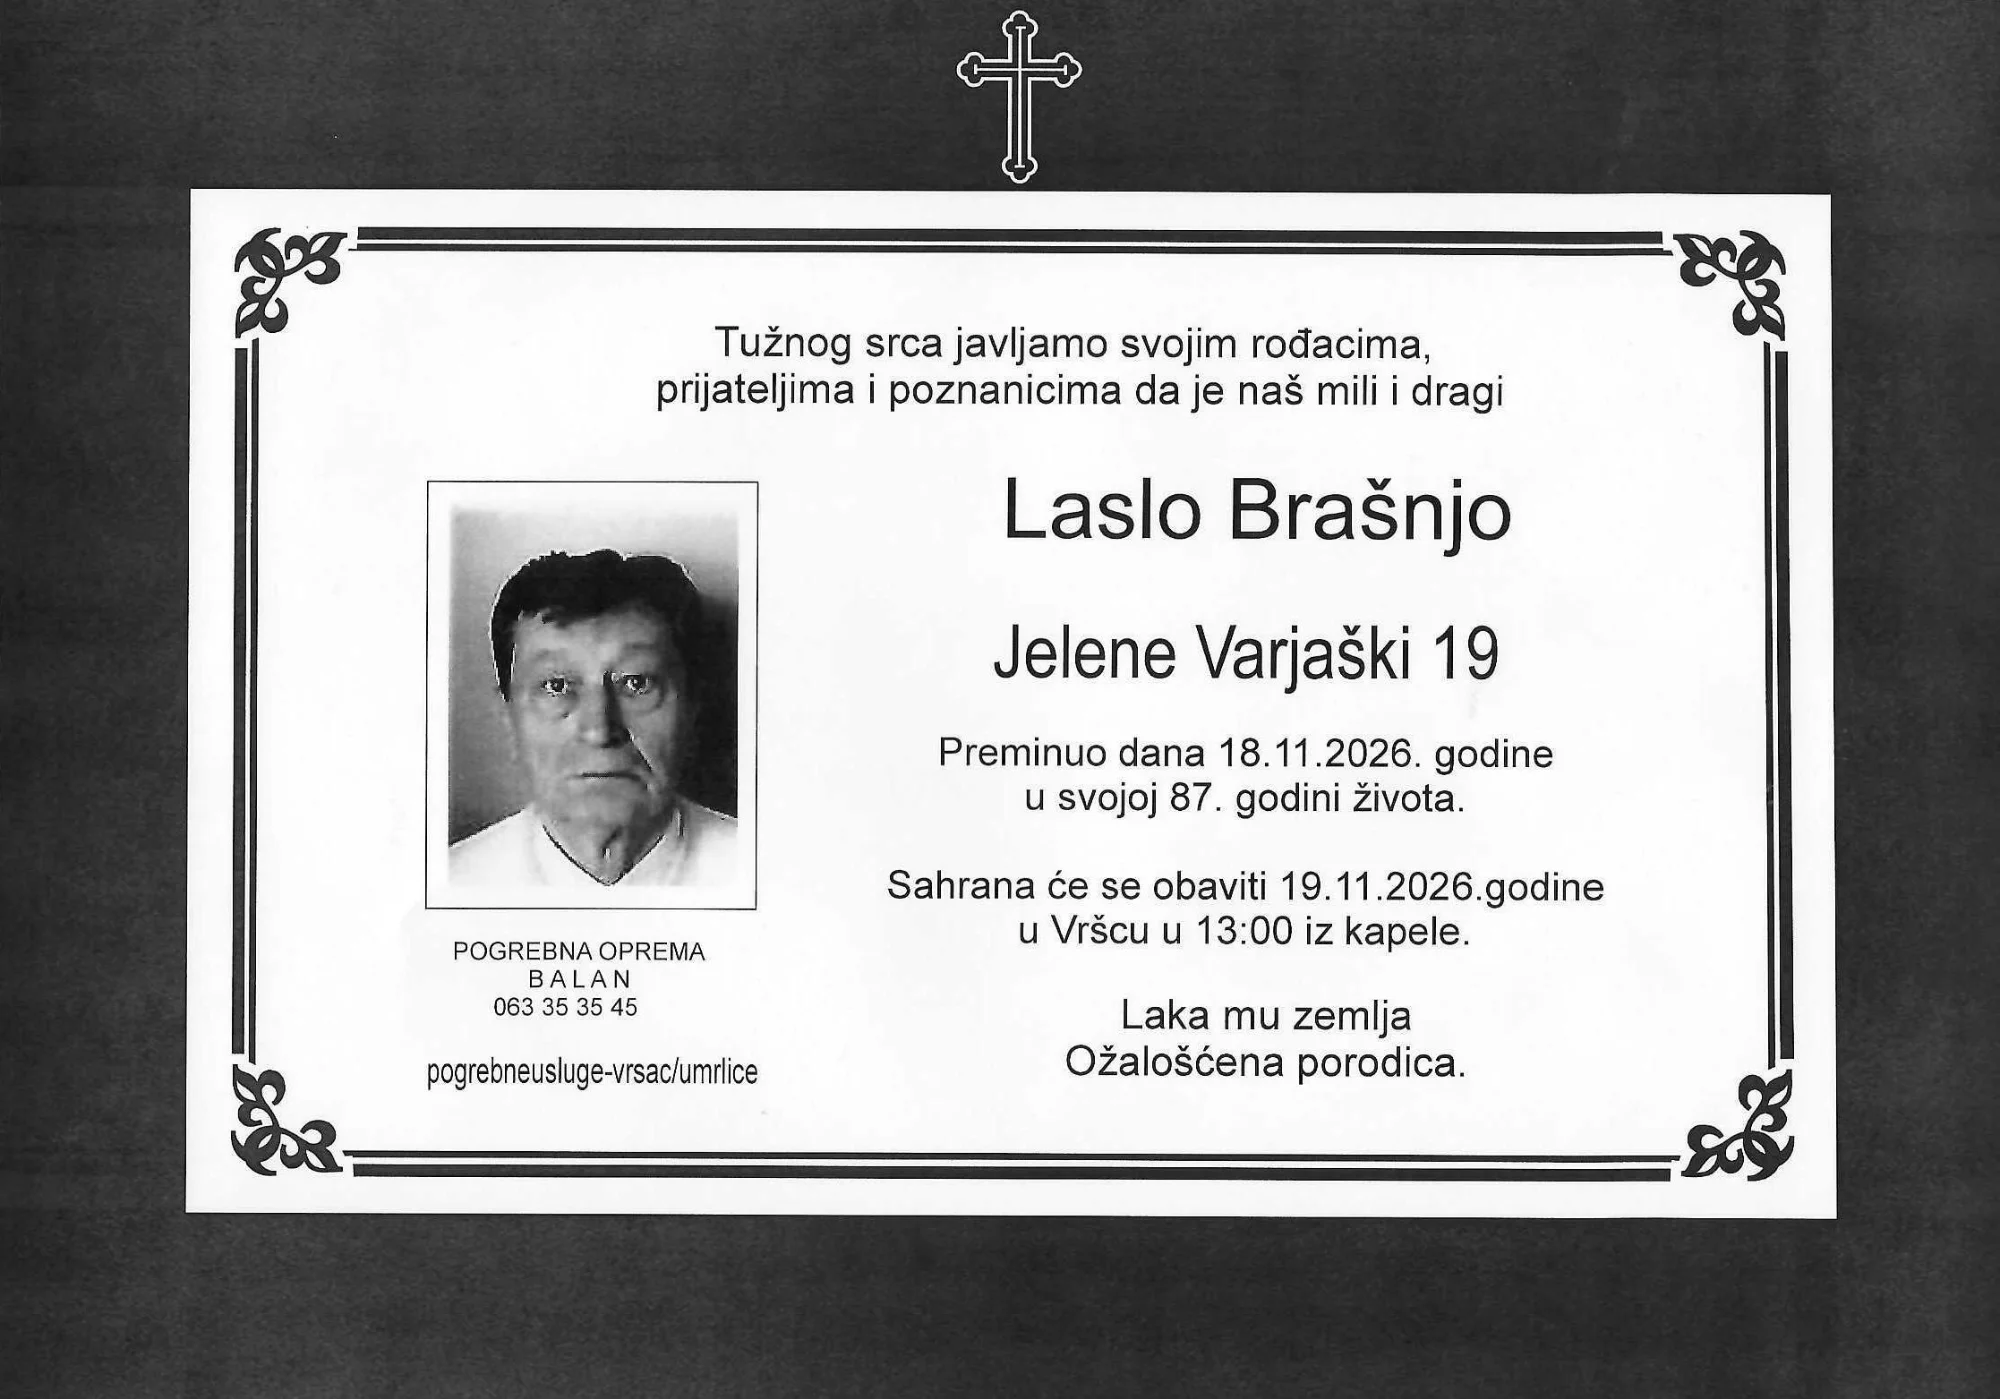 Tužnog srca javljamo svojim rođacima,
prijateljima i poznanicima da je naš mili i dragi
Laslo Brašnjo
Jelene Varjaški 19
Preminuo dana 18.11.2026. godine
u svojoj 87. godini života.
Sahrana će se obaviti 19.11.2026.godine
u Vršcu u 13:00 iz kapele.
Laka mu zemlja
Ožalošćena porodica.
POGREBNA OPREMA
B A L A N
063 35 35 45
pogrebneusluge-vrsac/umrlice